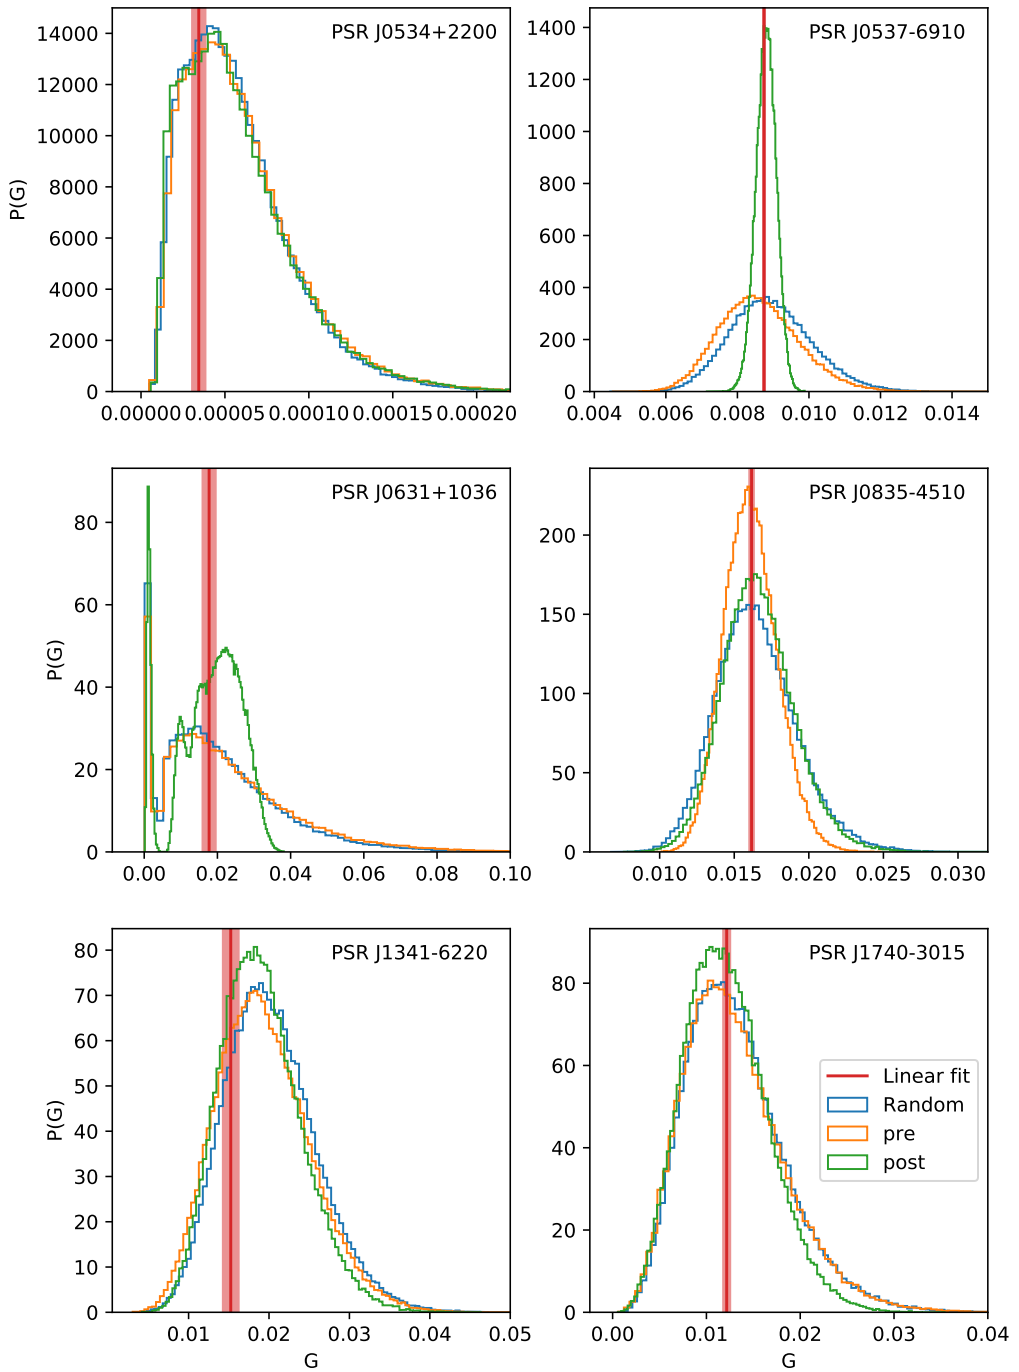 PSR J0534+2200
P(G)
14000
12000
10000
8000
6000
4000
2000
0
0.00000 0.00005 0.00010 0.00015 0.00020
PSR J0537-6910
1400
1200
1000
800
600
400
200
0
0.004 0.006 0.008 0.010 0.012 0.014
PSR J0631+1036
P(G)
80
60
40
20
0
0.00 0.02 0.04 0.06 0.08 0.10
PSR J0835-4510
200
150
100
50
0
0.010 0.015 0.020 0.025 0.030
PSR J1341-6220
P(G)
80
70
60
50
40
30
20
10
0
0.01 0.02 0.03 0.04 0.05
G
PSR J1740-3015
80
60
40
20
0
Linear fit
Random
pre
post
0.00 0.01 0.02 0.03 0.04
G